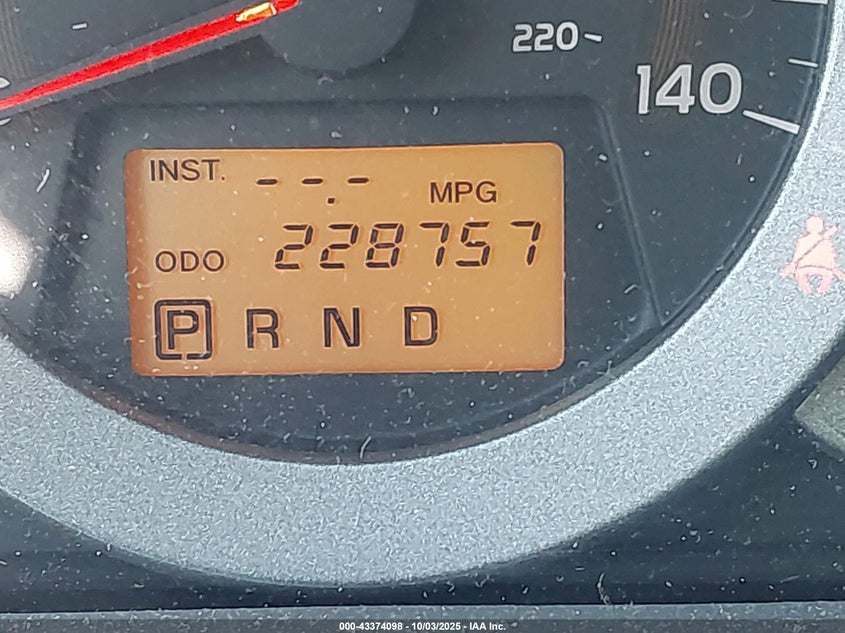 220
140
INST. --.- MPG
ODO 228757
P R N D
000-43374098 - 10/03/2025 - IAA Inc.